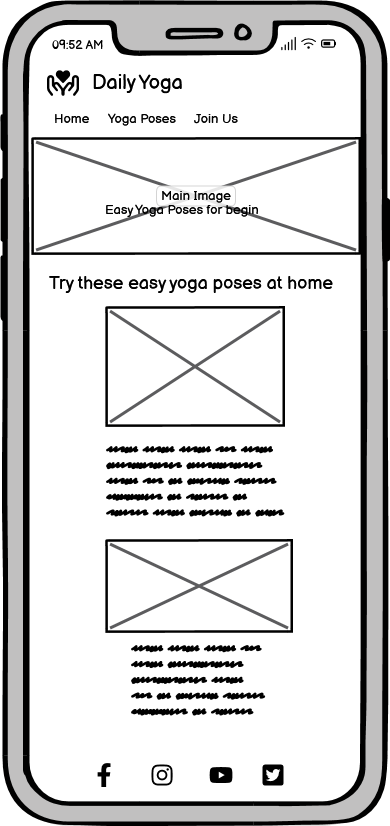 09:52 AM
Daily Yoga
Home Yoga Poses Join Us
Main Image
Easy Yoga Poses for begin
Try these easy yoga poses at home